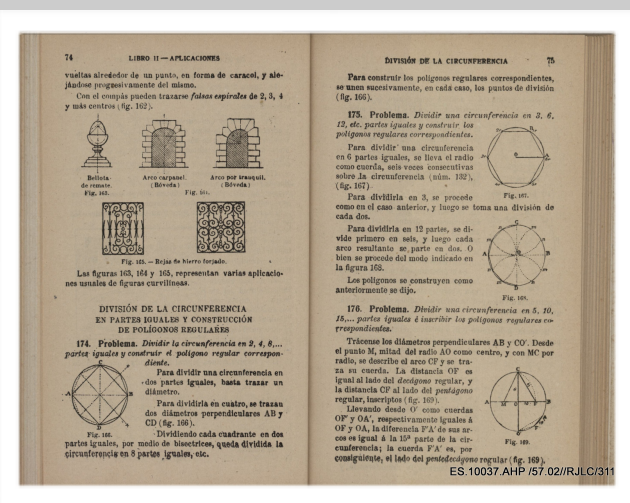 74 LIBRO II — APLICACIONES
vueltas alrededor de un punto, en forma de caracol, y ale-
jándose progresivamente del mismo.
Con el compás pueden trazarse falsas espirales de 2, 3, 4
y más centros (fig. 162).
Bellota
de remate.
Fig. 163.
Arco carpanel.
(Bóveda)
Arco por tranquil.
(Bóveda)
Fig. 164.
Fig. 165. — Rejas de hierro forjado.
Las figuras 163, 164 y 165, representan varias aplicacio-
nes usuales de figuras curvilíneas.
DIVISIÓN DE LA CIRCUNFERENCIA
EN PARTES IGUALES Y CONSTRUCCIÓN
DE POLÍGONOS REGULARES
174. Problema. Dividir la circunferencia en 2, 4, 8,...
partes iguales y construir el polígono regular correspon-
diente.
Para dividir una circunferencia en
dos partes iguales, basta trazar un
diámetro.
Para dividirla en cuatro, se trazan
dos diámetros perpendiculares AB y
CD (fig. 166).
Dividiendo cada cuadrante en dos
partes iguales, por medio de bisectrices, queda dividida la
circunferencia en 8 partes iguales, etc.
Fig. 166.
DIVISIÓN DE LA CIRCUNFERENCIA 75
Para construir los polígonos regulares correspondientes,
se unen sucesivamente, en cada caso, los puntos de división
(fig. 166).
175. Problema. Dividir una circunferencia en 3, 6,
12, etc. partes iguales y construir los
polígonos regulares correspondientes.
Para dividir una circunferencia
en 6 partes iguales, se lleva el radio
como cuerda, seis veces consecutivas
sobre la circunferencia (núm. 132),
(fig. 167)
Fig. 167.
Para dividirla en 3, se procede
como en el caso anterior, y luego se toma una división de
cada dos.
Para dividirla en 12 partes, se di-
vide primero en seis, y luego cada
arco resultante se parte en dos. O
bien se procede del modo indicado en
la figura 168.
Los polígonos se construyen como
anteriormente se dijo.
Fig. 168.
176. Problema. Dividir una circunferencia en 5, 10,
15,... partes iguales é inscribir los polígonos regulares co-
rrespondientes.
Trácense los diámetros perpendiculares AB y CO'. Desde
el punto M, mitad del radio AO como centro, y con MC por
radio, se describe el arco CF y se tra-
za su cuerda. La distancia OF es
igual al lado del decágono regular, y
la distancia CF al lado del pentágono
regular, inscriptos (fig. 169).
Llevando desde O' como cuerdas
OF' y OA', respectivamente iguales á
OF y OA, la diferencia F'A' de sus ar-
cos es igual á la 15ª parte de la cir-
cunferencia; la cuerda F'A' es, por
consiguiente, el lado del pentedecágono regular (fig. 169).
Fig. 169.
ES.10037.AHP /57.02//RJLC/311